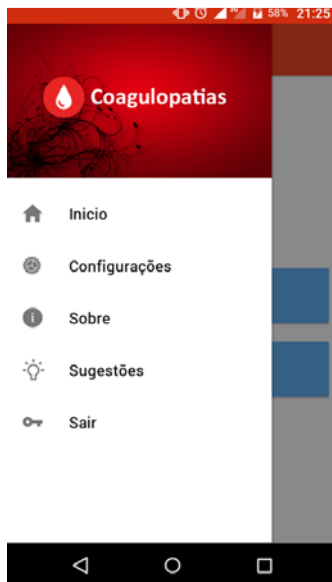 58% 21:25
Coagulopatias
Inicio
Configurações
Sobre
Sugestões
Sair